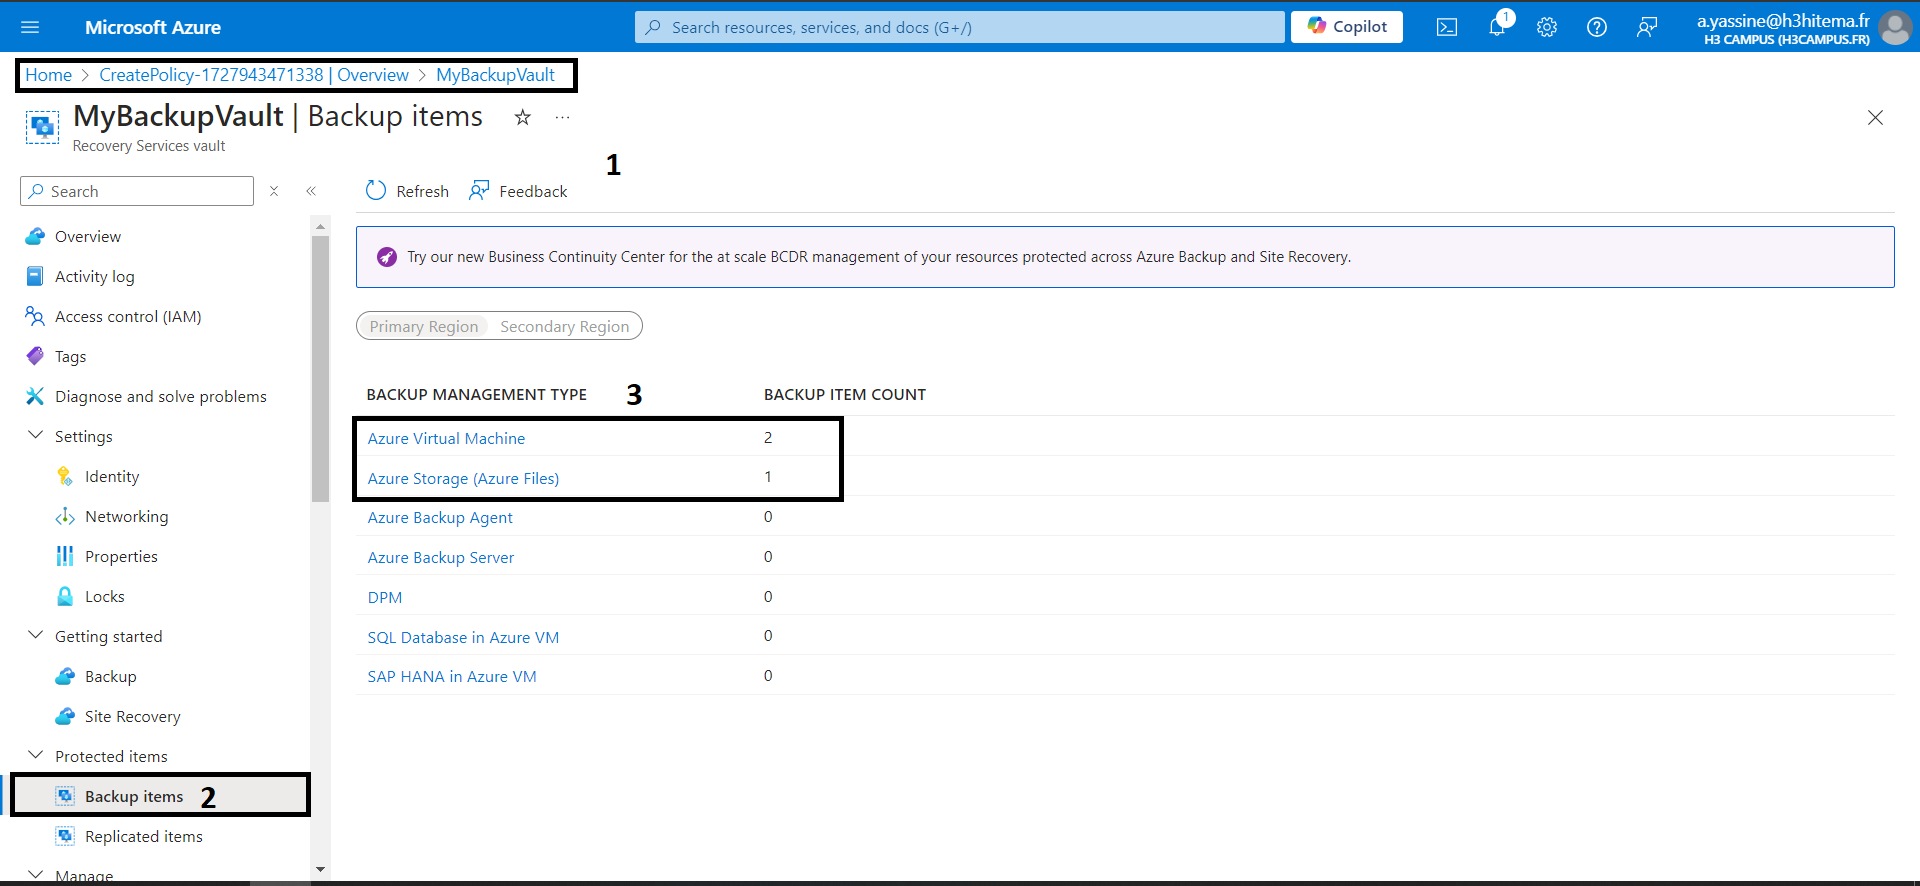 Microsoft Azure
Search resources, services, and docs (G+/)
Copilot
1
a.yassine@h3hitema.fr
H3 CAMPUS (H3CAMPUS.FR)
Home > CreatePolicy-1727943471338 | Overview > MyBackupVault
MyBackupVault | Backup items
Recovery Services vault
1
Search
Refresh
Feedback
Overview
Activity log
Access control (IAM)
Tags
Diagnose and solve problems
Settings
Identity
Networking
Properties
Locks
Getting started
Backup
Site Recovery
Protected items
Backup items 2
Replicated items
Manage
Try our new Business Continuity Center for the at scale BCDR management of your resources protected across Azure Backup and Site Recovery.
Primary Region Secondary Region
BACKUP MANAGEMENT TYPE 3 BACKUP ITEM COUNT
Azure Virtual Machine 2
Azure Storage (Azure Files) 1
Azure Backup Agent 0
Azure Backup Server 0
DPM 0
SQL Database in Azure VM 0
SAP HANA in Azure VM 0